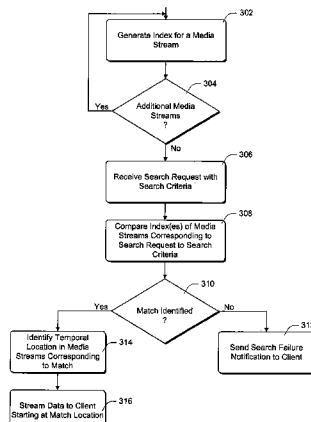 302
Generate Index for a Media
Stream
304
Yes
Additional Media
Streams
?
No
306
Receive Search Request with
Search Criteria
308
Compare Index(es) of Media
Streams Corresponding to
Search Request to Search
Criteria
310
Yes
Match Identified
?
No
Identify Temporal
Location in Media
Streams Corresponding
to Match
314
Send Search Failure
Notification to Client
Stream Data to Client
Starting at Match Location
316